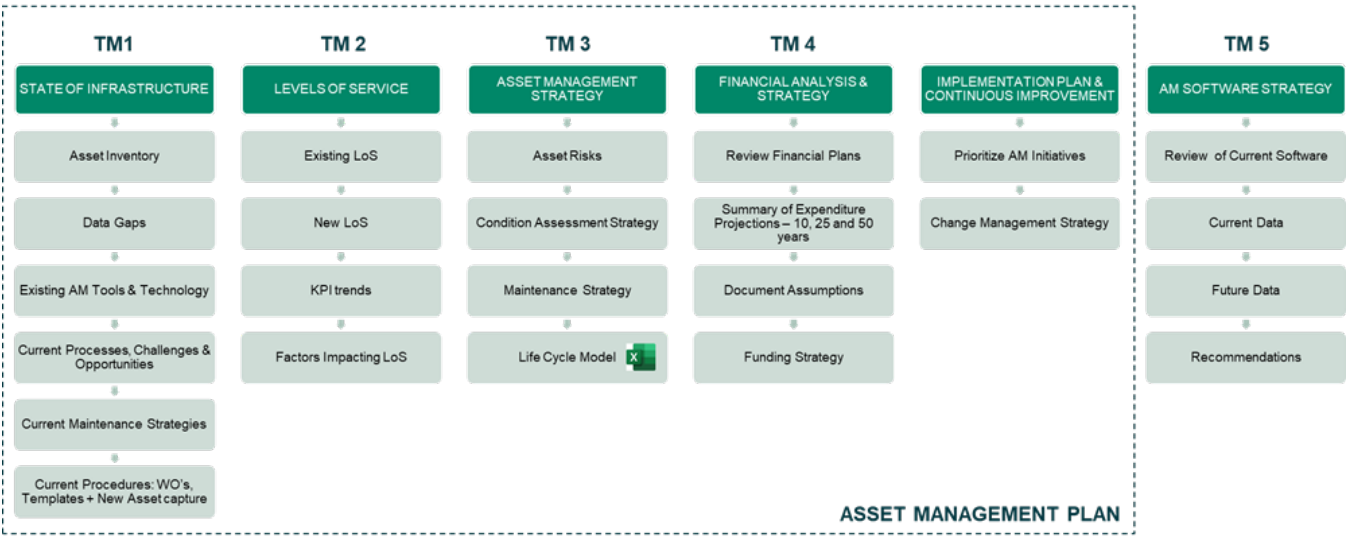 TM1
STATE OF INFRASTRUCTURE
Asset Inventory
Data Gaps
Existing AM Tools & Technology
Current Processes, Challenges &
Opportunities
Current Maintenance Strategies
Current Procedures: WO's,
Templates + New Asset capture
TM 2
LEVELS OF SERVICE
Existing LoS
New LoS
KPI trends
Factors Impacting LoS
TM 3
ASSET MANAGEMENT
STRATEGY
Asset Risks
Condition Assessment Strategy
Maintenance Strategy
Life Cycle Model
X
TM 4
FINANCIAL ANALYSIS &
STRATEGY
Review Financial Plans
Summary of Expenditure
Projections – 10, 25 and 50
years
Document Assumptions
Funding Strategy
IMPLEMENTATION PLAN &
CONTINUOUS IMPROVEMENT
Prioritize AM Initiatives
Change Management Strategy
ASSET MANAGEMENT PLAN
TM 5
AM SOFTWARE STRATEGY
Review of Current Software
Current Data
Future Data
Recommendations